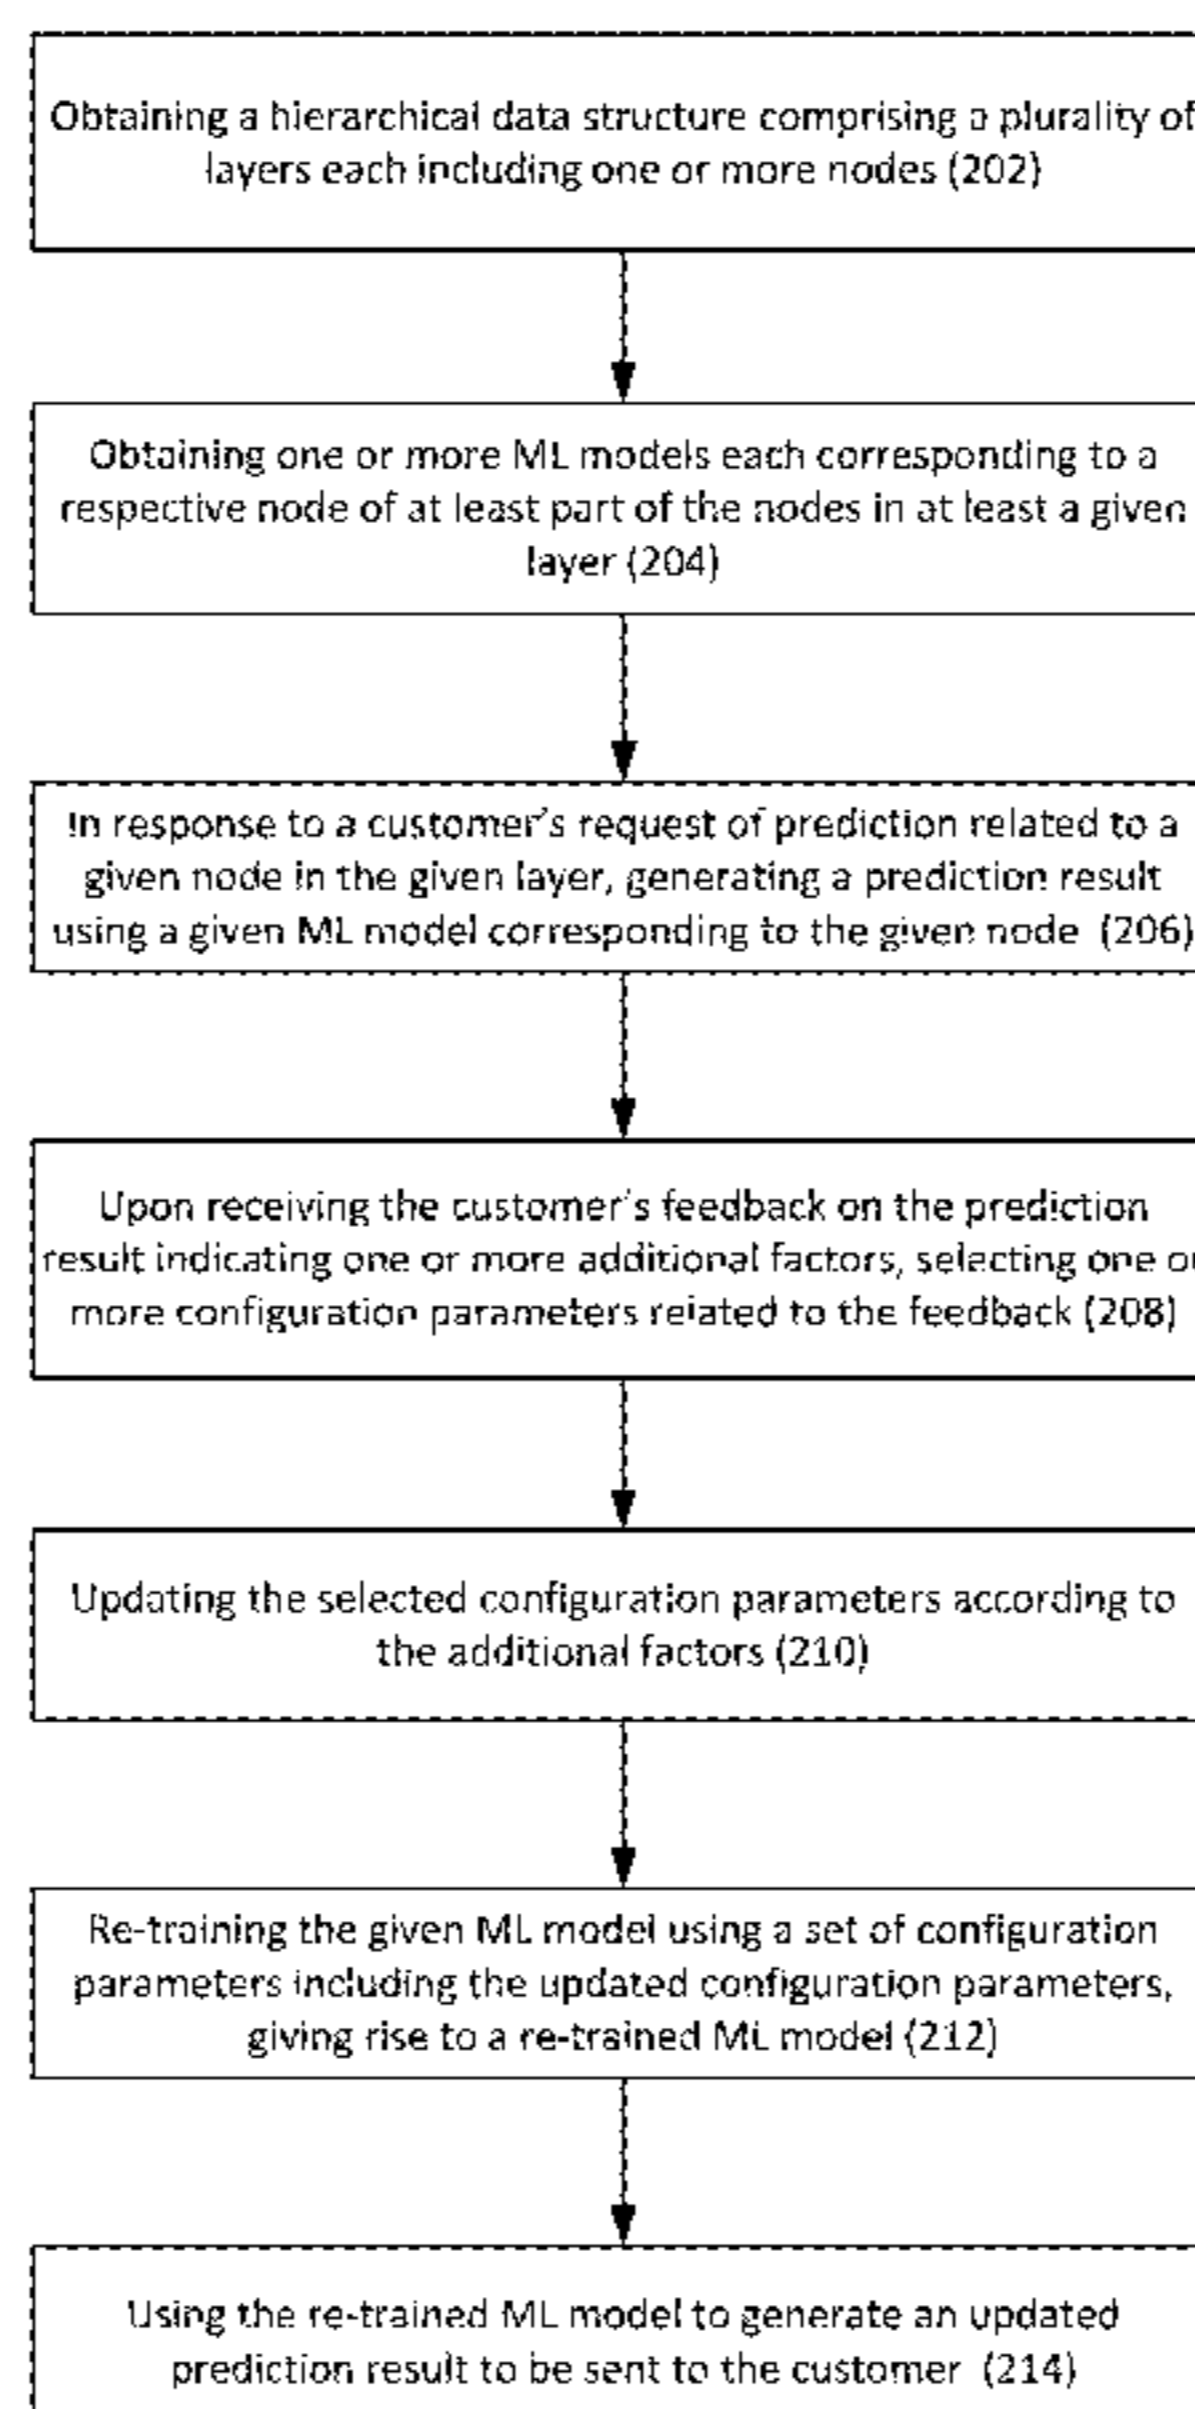 Obtaining a hierarchical data structure comprising a plurality of
layers each including one or more nodes (202)
Obtaining one or more ML models each corresponding to a
respective node of at least part of the nodes in at least a given
layer (204)
In response to a customer's request of prediction related to a
given node in the given layer, generating a prediction result
using a given ML model corresponding to the given node (206)
Upon receiving the customer's feedback on the prediction
result indicating one or more additional factors, selecting one or
more configuration parameters related to the feedback (208)
Updating the selected configuration parameters according to
the additional factors (210)
Re-training the given ML model using a set of configuration
parameters including the updated configuration parameters,
giving rise to a re-trained ML model (212)
Using the re-trained ML model to generate an updated
prediction result to be sent to the customer (214)